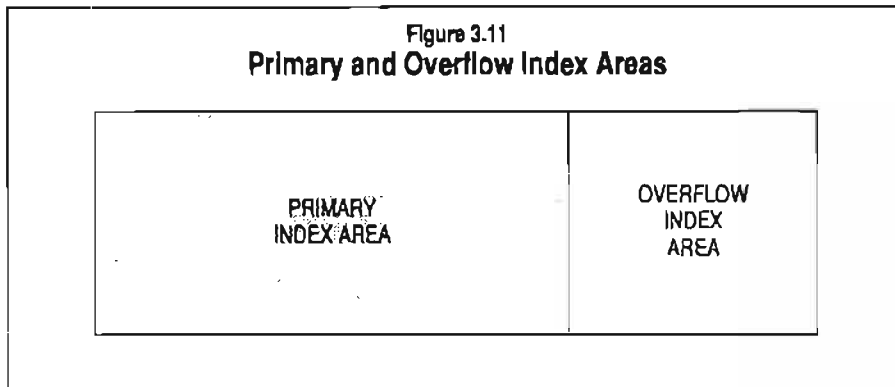 Figure 3.11
Primary and Overflow Index Areas
PRIMARY
INDEX AREA
OVERFLOW
INDEX
AREA